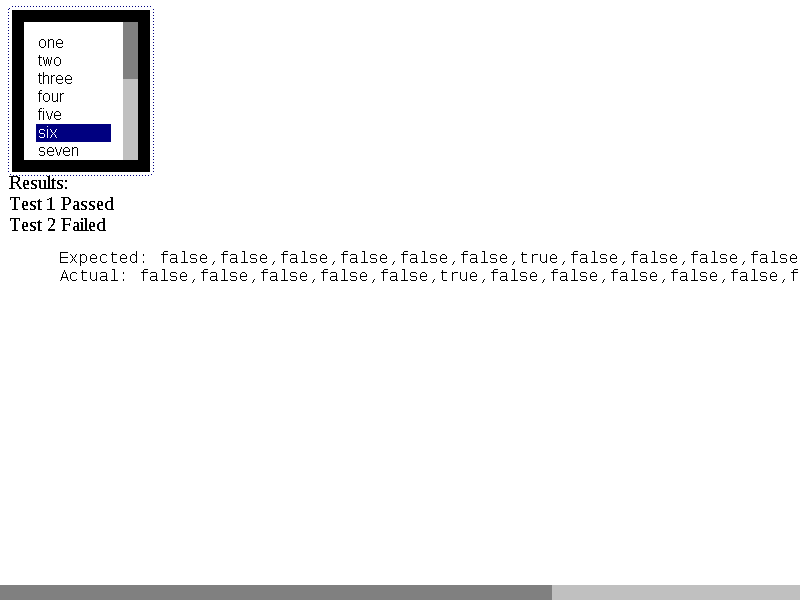 one
two
three
four
five
six
seven
Results:
Test 1 Passed
Test 2 Failed
Expected: false,false,false,false,false,false,true,false,false,false,false
Actual: false,false,false,false,false,true,false,false,false,false,false,f